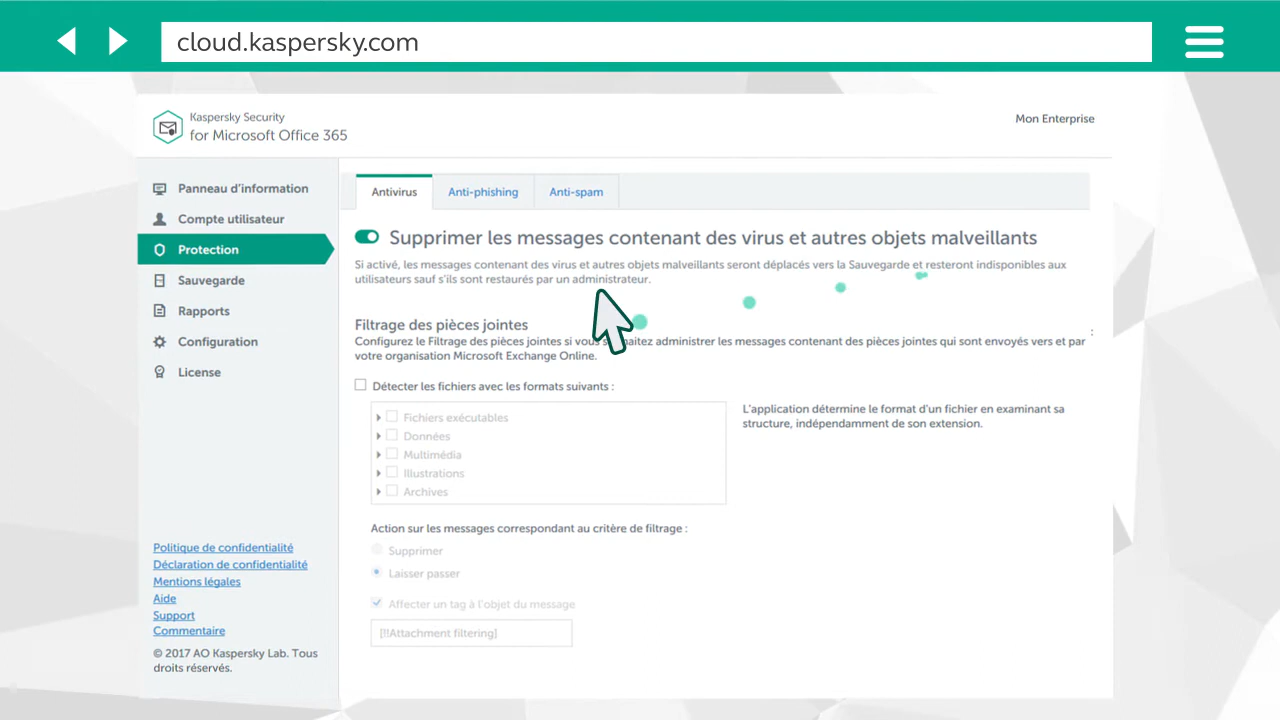 cloud.kaspersky.com
Kaspersky Security
for Microsoft Office 365
Mon Enterprise
Panneau d'information
Compte utilisateur
Protection
Sauvegarde
Rapports
Configuration
License
Politique de confidentialité
Déclaration de confidentialité
Mentions légales
Aide
Support
Commentaire
© 2017 AO Kaspersky Lab. Tous
droits réservés.
Antivirus
Anti-phishing
Anti-spam
Supprimer les messages contenant des virus et autres objets malveillants
Si activé, les messages contenant des virus et autres objets malveillants seront déplacés vers la Sauvegarde et resteront indisponibles aux
utilisateurs sauf s'ils sont restaurés par un administrateur.
Filtrage des pièces jointes
:
Configurez le Filtrage des pièces jointes si vous souhaitez administrer les messages contenant des pièces jointes qui sont envoyés vers et par
votre organisation Microsoft Exchange Online.
Détecter les fichiers avec les formats suivants :
Fichiers exécutables
Données
Multimédia
Illustrations
Archives
L'application détermine le format d'un fichier en examinant sa
structure, indépendamment de son extension.
Action sur les messages correspondant au critère de filtrage :
Supprimer
Laisser passer
Affecter un tag à l'objet du message
[!!Attachment filtering]